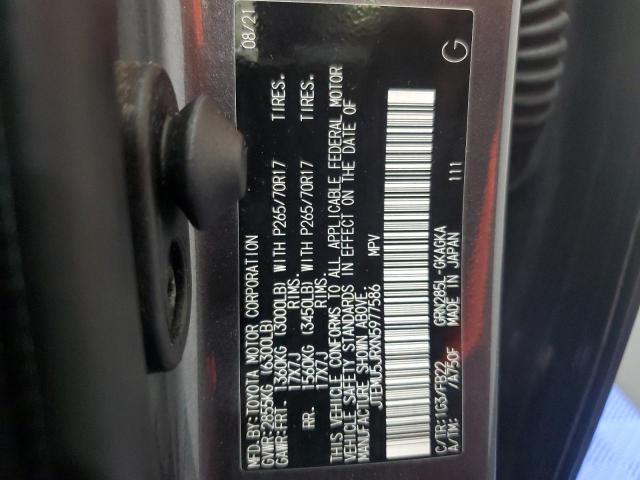 MFD.BY:TOYOTA MOTOR CORPORATION 08/21
GVWR:2855KG (6300LB)
GAWR:FRT. 1360KG (3000LB) WITH P265/70R17 TIRES.
17X7J RIMS.
RR. 1560KG (3450LB) WITH P265/70R17 TIRES.
17X7J RIMS.
THIS VEHICLE CONFORMS TO ALL APPLICABLE FEDERAL MOTOR
VEHICLE SAFETY STANDARDS IN EFFECT ON THE DATE OF
MANUFACTURE SHOWN ABOVE.
JTEMU5JRXN5977586 MPV
C/TR:1G3/FB22 GRN285L-GKAGKA 111
A/TM: /A750F MADE IN JAPAN
G